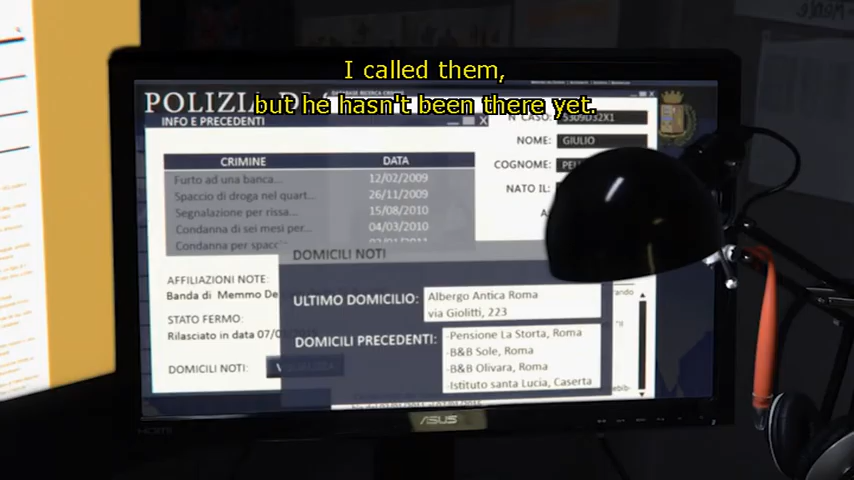 I called them,
but he hasn't been there yet.
POLIZIA
INFO E PRECEDENTI
CRIMINE DATA
Furto ad una banca... 12/02/2009
Spaccio di droga nel quart... 26/11/2009
Segnalazione per rissa... 15/08/2010
Condanna di sei mesi per... 04/03/2010
Condanna per spacc
N° CASO: 5309D32X1
NOME: GIULIO
COGNOME:
NATO IL:
AFFILIAZIONI NOTE:
Banda di Memmo
STATO FERMO:
Rilasciato in data
DOMICILI NOTI:
DOMICILI NOTI
ULTIMO DOMICILIO: Albergo Antica Roma
via Giolitti, 223
DOMICILI PRECEDENTI: -Pensione La Storta, Roma
-B&B Sole, Roma
-B&B Olivara, Roma
-Istituto santa Lucia, Caserta
ASUS
HDMI